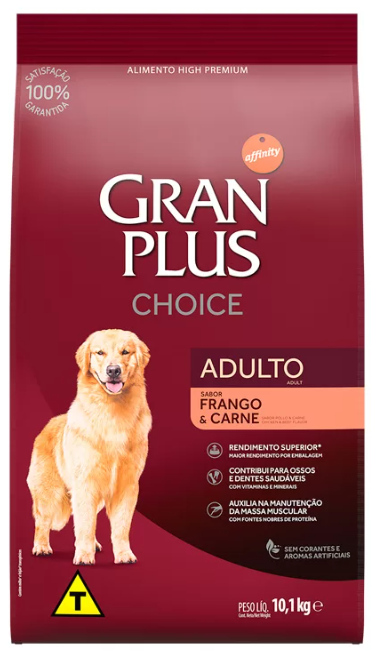 ALIMENTO HIGH PREMIUM
SATISFAÇÃO
100%
GARANTIDA
affinity
GRAN
PLUS
CHOICE
ADULTO
ADULT
SABOR
FRANGO
& CARNE
RENDIMENTO SUPERIOR*
MAIOR RENDIMENTO POR EMBALAGEM
CONTRIBUI PARA OSSOS
E DENTES SAUDÁVEIS
COM VITAMINAS E MINERAIS
AUXILIA NA MANUTENÇÃO
DA MASSA MUSCULAR
COM FONTES NOBRES DE PROTEÍNA
SEM CORANTES E
AROMAS ARTIFICIAIS
T
PESO LÍQ. 10,1 kg e